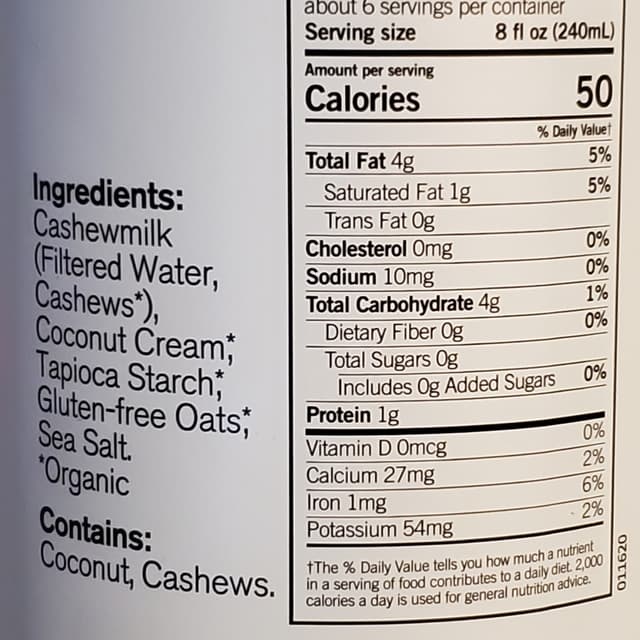 Ingredients:
Cashewmilk
(Filtered Water,
Cashews*),
Coconut Cream*,
Tapioca Starch*,
Gluten-free Oats*,
Sea Salt.
*Organic
Contains:
Coconut, Cashews.
about 6 servings per container
Serving size 8 fl oz (240mL)
Amount per serving
Calories 50
% Daily Value†
Total Fat 4g 5%
Saturated Fat 1g 5%
Trans Fat 0g
Cholesterol 0mg 0%
Sodium 10mg 0%
Total Carbohydrate 4g 1%
Dietary Fiber 0g 0%
Total Sugars 0g
Includes 0g Added Sugars 0%
Protein 1g
Vitamin D 0mcg 0%
Calcium 27mg 2%
Iron 1mg 6%
Potassium 54mg 2%
†The % Daily Value tells you how much a nutrient
in a serving of food contributes to a daily diet. 2,000
calories a day is used for general nutrition advice.
011620